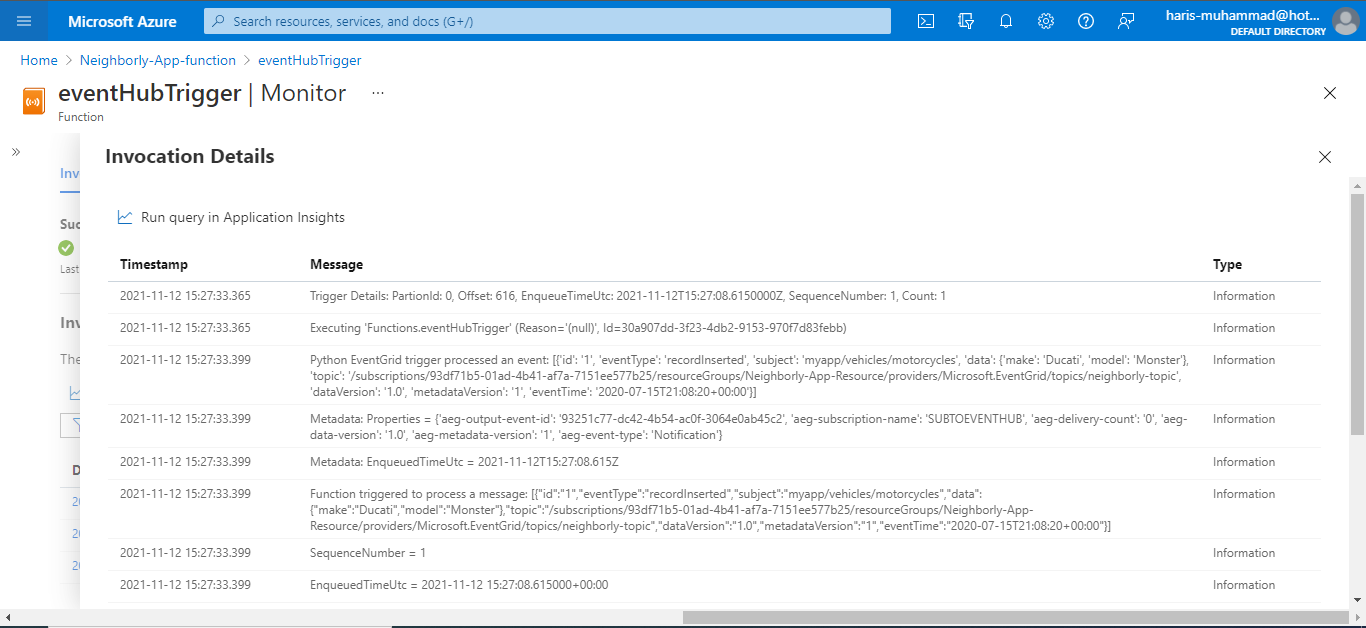 Microsoft Azure
Search resources, services, and docs (G+/)
haris-muhammad@hot...
DEFAULT DIRECTORY
Home > Neighborly-App-function > eventHubTrigger
eventHubTrigger | Monitor ...
Function
Invocation Details
Inv
Suc
Last
Inv
The
D
20
20
20
Run query in Application Insights
Timestamp Message Type
2021-11-12 15:27:33.365 Trigger Details: PartionId: 0, Offset: 616, EnqueueTimeUtc: 2021-11-12T15:27:08.6150000Z, SequenceNumber: 1, Count: 1 Information
2021-11-12 15:27:33.365 Executing 'Functions.eventHubTrigger' (Reason='(null)', Id=30a907dd-3f23-4db2-9153-970f7d83febb) Information
2021-11-12 15:27:33.399 Python EventGrid trigger processed an event: [{'id': '1', 'eventType': 'recordInserted', 'subject': 'myapp/vehicles/motorcycles', 'data': {'make': 'Ducati', 'model': 'Monster'}, Information
'topic': '/subscriptions/93df71b5-01ad-4b41-af7a-7151ee577b25/resourceGroups/Neighborly-App-Resource/providers/Microsoft.EventGrid/topics/neighborly-topic',
'dataVersion': '1.0', 'metadataVersion': '1', 'eventTime': '2020-07-15T21:08:20+00:00'}]
2021-11-12 15:27:33.399 Metadata: Properties = {'aeg-output-event-id': '93251c77-dc42-4b54-ac0f-3064e0ab45c2', 'aeg-subscription-name': 'SUBTOEVENTHUB', 'aeg-delivery-count': '0', 'aeg- Information
data-version': '1.0', 'aeg-metadata-version': '1', 'aeg-event-type': 'Notification'}
2021-11-12 15:27:33.399 Metadata: EnqueuedTimeUtc = 2021-11-12T15:27:08.615Z Information
2021-11-12 15:27:33.399 Function triggered to process a message: [{"id":"1","eventType":"recordInserted","subject":"myapp/vehicles/motorcycles","data": Information
{"make":"Ducati","model":"Monster"},"topic":"/subscriptions/93df71b5-01ad-4b41-af7a-7151ee577b25/resourceGroups/Neighborly-App-
Resource/providers/Microsoft.EventGrid/topics/neighborly-topic","dataVersion":"1.0","metadataVersion":"1","eventTime":"2020-07-15T21:08:20+00:00"}]
2021-11-12 15:27:33.399 SequenceNumber = 1 Information
2021-11-12 15:27:33.399 EnqueuedTimeUtc = 2021-11-12 15:27:08.615000+00:00 Information